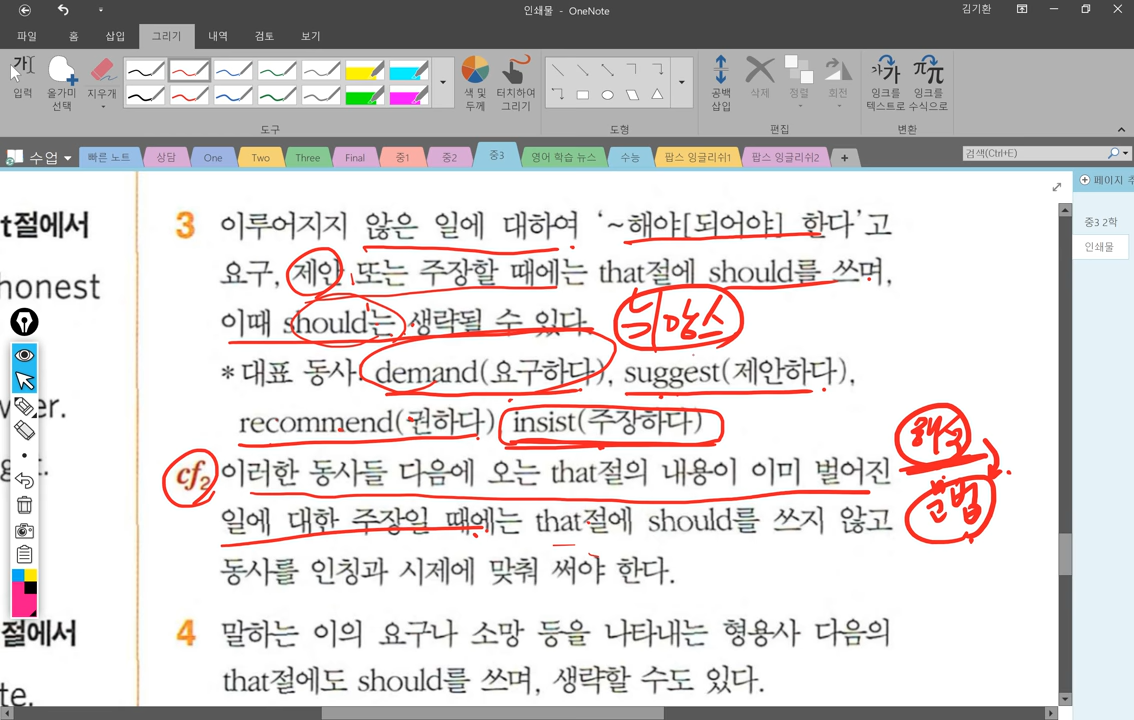 인쇄물 - OneNote
김기환
파일 홈 삽입 그리기 내역 검토 보기
입력
올가미 선택
지우개
색 및 두께
터치하여 그리기
공백 삽입
삭제
정렬
회전
잉크를 텍스트로
잉크를 수식으로
도구
도형
편집
변환
수업 빠른 노트 상담 One Two Three Final 중1 중2 중3 영어 학습 뉴스 수능 팝스 잉글리쉬1 팝스 잉글리쉬2
검색(Ctrl+E)
페이지 추
중3 2학
인쇄물
t절에서
honest
er.
절에서
te.
3 이루어지지 않은 일에 대하여 ‘~해야[되어야] 한다’고
요구, 제안 또는 주장할 때에는 that절에 should를 쓰며,
이때 should는 생략될 수 있다.
뉘앙스
* 대표 동사: demand(요구하다), suggest(제안하다),
recommend(권하다) insist(주장하다)
해석
cf2 이러한 동사들 다음에 오는 that절의 내용이 이미 벌어진
문법
일에 대한 주장일 때에는 that절에 should를 쓰지 않고
동사를 인칭과 시제에 맞춰 써야 한다.
4 말하는 이의 요구나 소망 등을 나타내는 형용사 다음의
that절에도 should를 쓰며, 생략할 수도 있다.